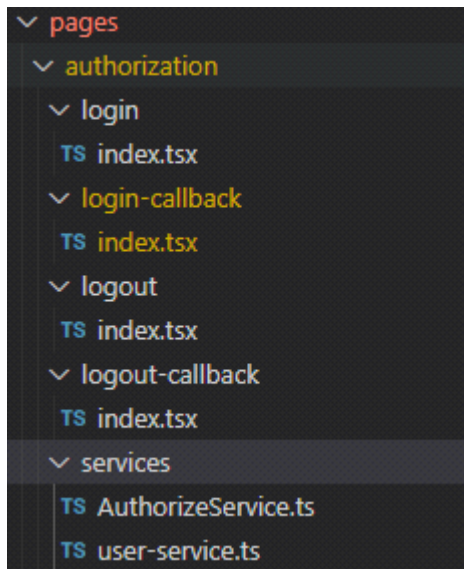 pages
authorization
login
TS index.tsx
login-callback
TS index.tsx
logout
TS index.tsx
logout-callback
TS index.tsx
services
TS AuthorizeService.ts
TS user-service.ts